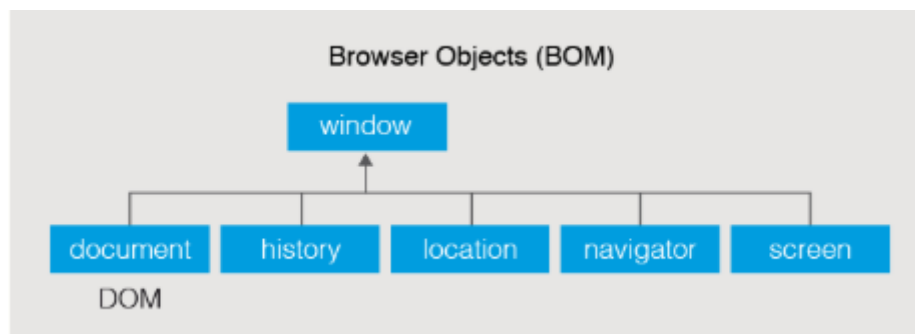 Browser Objects (BOM)
window
document history location navigator screen
DOM